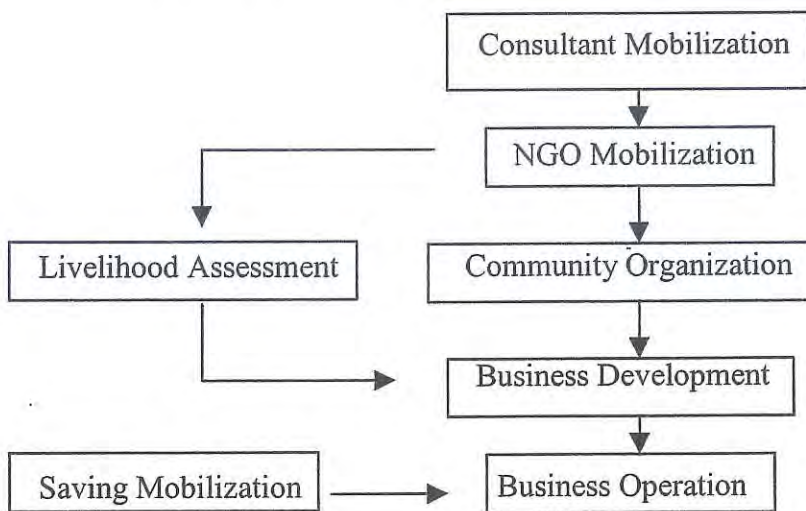 Consultant Mobilization
NGO Mobilization
Livelihood Assessment
Community Organization
Business Development
Saving Mobilization
Business Operation